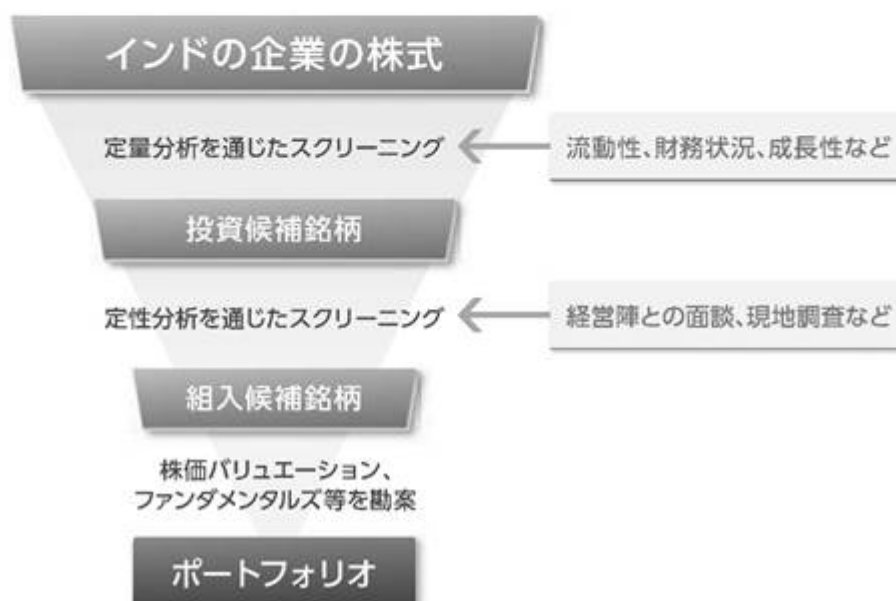 インドの企業の株式
定量分析を通じたスクリーニング
流動性、財務状況、成長性など
投資候補銘柄
定性分析を通じたスクリーニング
経営陣との面談、現地調査など
組入候補銘柄
株価バリュエーション、
ファンダメンタルズ等を勘案
ポートフォリオ